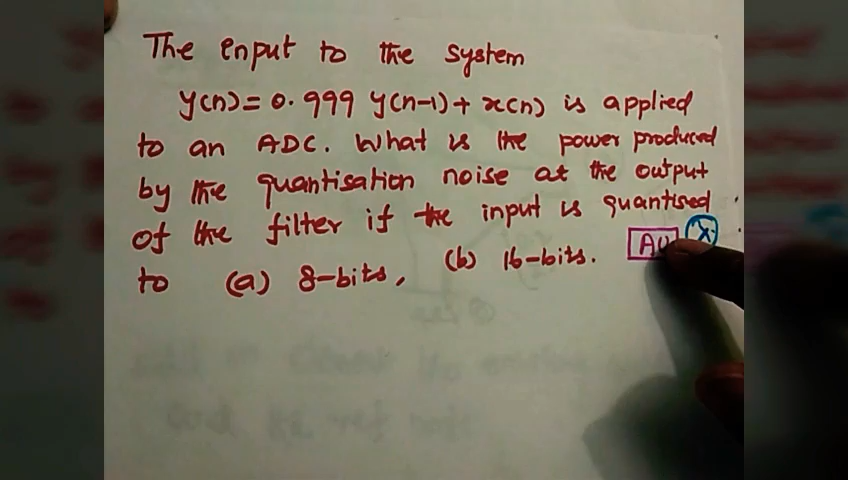 The input to the system
y(n) = 0.999 y(n-1) + x(n) is applied
to an ADC. What is the power produced
by the quantisation noise at the output
of the filter if the input is quantised
to (a) 8-bits, (b) 16-bits.